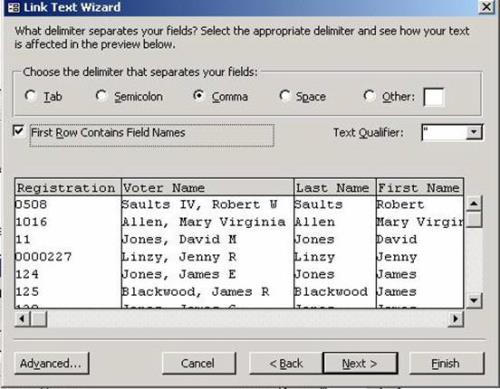 Link Text Wizard
What delimiter separates your fields? Select the appropriate delimiter and see how your text
is affected in the preview below.
Choose the delimiter that separates your fields:
Tab Semicolon Comma Space Other:
First Row Contains Field Names Text Qualifier: "
Registration Voter Name Last Name First Name
0508 Saults IV, Robert W Saults Robert
1016 Allen, Mary Virginia Allen Mary Virgin
11 Jones, David M Jones David
0000227 Linzy, Jenny R Linzy Jenny
124 Jones, James E Jones James
125 Blackwood, James R Blackwood James
Advanced... Cancel < Back Next > Finish